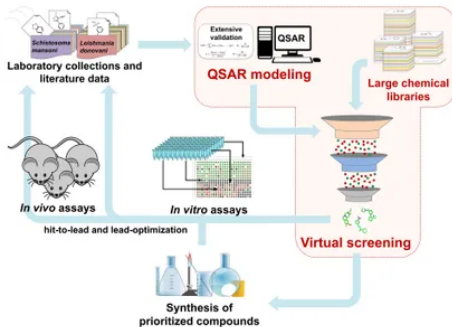 Extensive
validation
QSAR
Schistosoma
mansoni
Leishmania
donovani
Laboratory collections and
literature data
QSAR modeling
Large chemical
libraries
In vivo assays
In vitro assays
hit-to-lead and lead-optimization
Virtual screening
Synthesis of
prioritized compounds